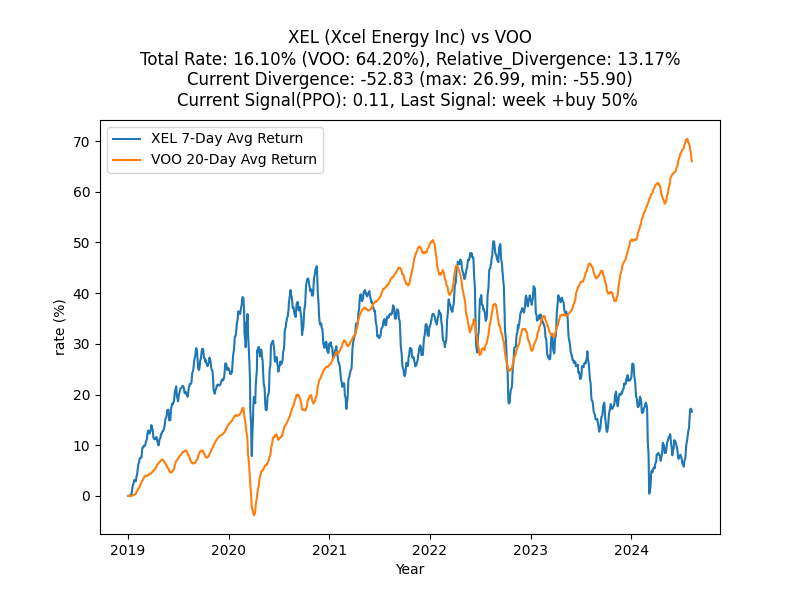 XEL (Xcel Energy Inc) vs VOO
Total Rate: 16.10% (VOO: 64.20%), Relative_Divergence: 13.17%
Current Divergence: -52.83 (max: 26.99, min: -55.90)
Current Signal(PPO): 0.11, Last Signal: week +buy 50%
XEL 7-Day Avg Return
VOO 20-Day Avg Return
70
60
50
40
30
20
10
0
rate (%)
2019 2020 2021 2022 2023 2024
Year